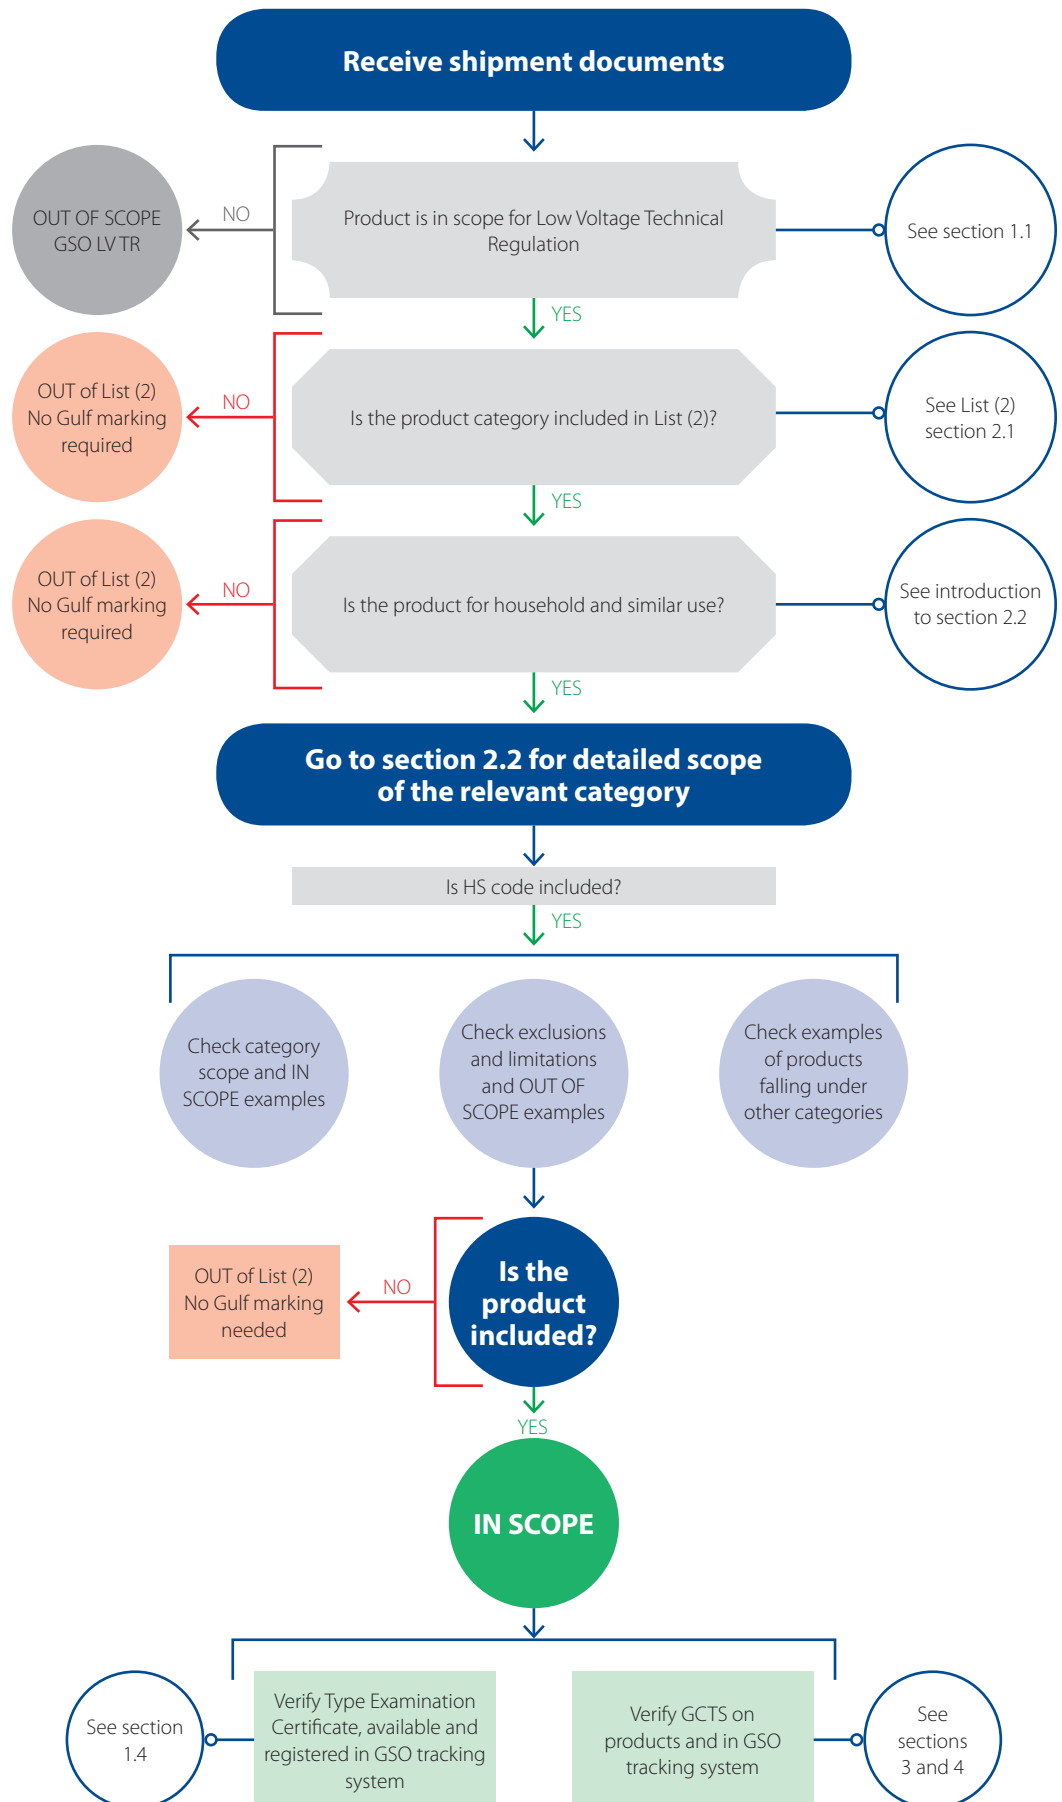 Receive shipment documents
OUT OF SCOPE
GSO LV TR
NO
Product is in scope for Low Voltage Technical
Regulation
See section 1.1
YES
OUT of List (2)
No Gulf marking
required
NO
Is the product category included in List (2)?
See List (2)
section 2.1
YES
OUT of List (2)
No Gulf marking
required
NO
Is the product for household and similar use?
See introduction
to section 2.2
YES
Go to section 2.2 for detailed scope
of the relevant category
Is HS code included?
YES
Check category
scope and IN
SCOPE examples
Check exclusions
and limitations
and OUT OF
SCOPE examples
Check examples
of products
falling under
other categories
OUT of List (2)
No Gulf marking
needed
NO
Is the
product
included?
YES
IN SCOPE
See section
1.4
Verify Type Examination
Certificate, available and
registered in GSO tracking
system
Verify GCTS on
products and in GSO
tracking system
See
sections
3 and 4